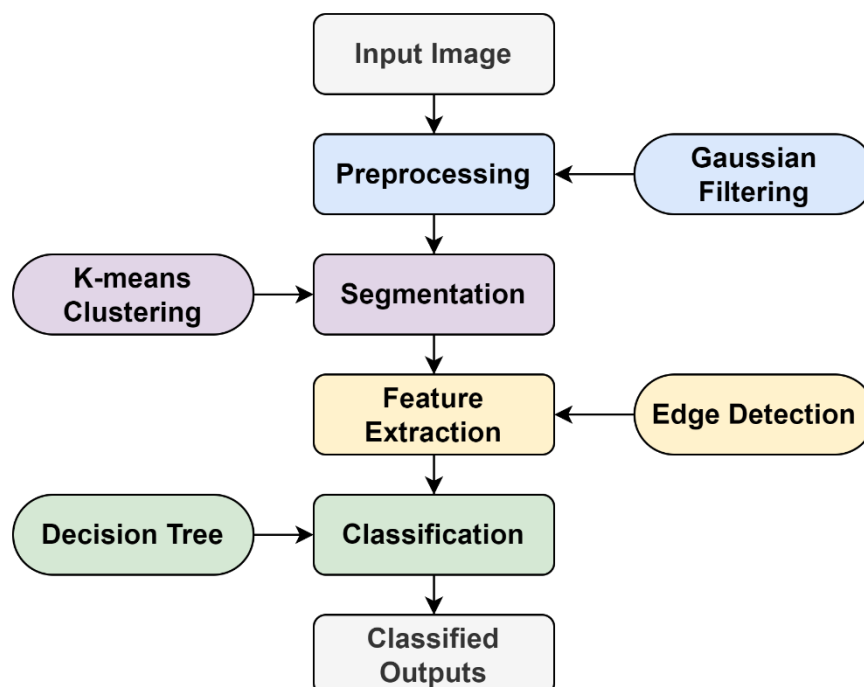 Input Image
Preprocessing
Gaussian
Filtering
K-means
Clustering
Segmentation
Feature
Extraction
Edge Detection
Decision Tree
Classification
Classified
Outputs